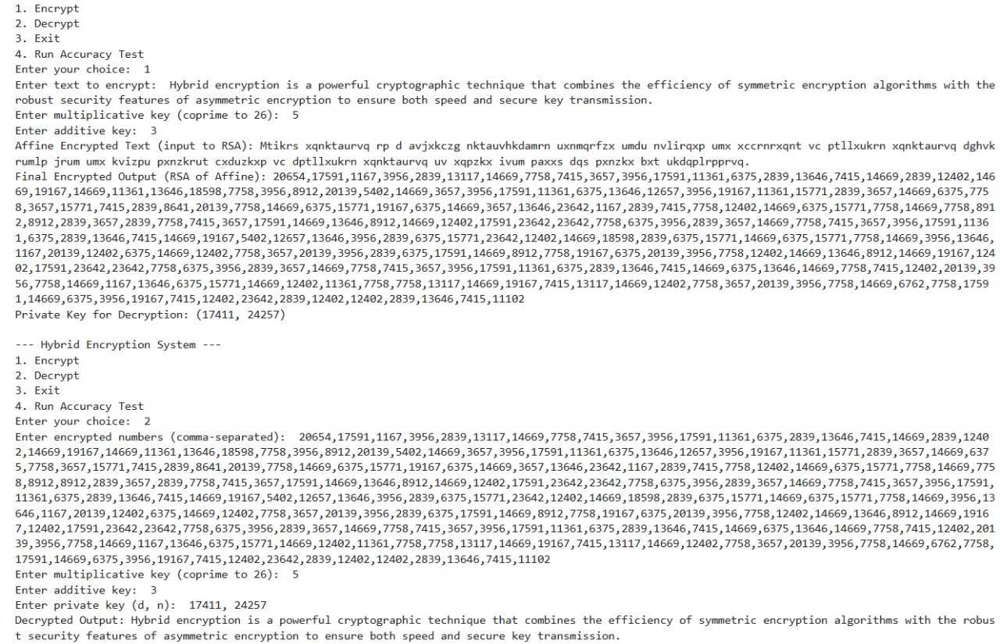 1. Encrypt
2. Decrypt
3. Exit
4. Run Accuracy Test
Enter your choice:  1
Enter text to encrypt:  Hybrid encryption is a powerful cryptographic technique that combines the efficiency of symmetric encryption algorithms with the
robust security features of asymmetric encryption to ensure both speed and secure key transmission.
Enter multiplicative key (coprime to 26):  5
Enter additive key:  3
Affine Encrypted Text (input to RSA): Mtikrs xqnktaurvq rp d avjxkczg nktauvhkdamrn uxnmqrfzx umdu nvlirqxp umx xccrnrxqnt vc ptllxukrn xqnktaurvq dghvk
rumlp jrum umx kvizpu pxnzkrut cxduzkxp vc dptllxukrn xqnktaurvq uv xqpzkx ivum paxxs dqs pxnzkx bxt ukdqplrpprvq.
Final Encrypted Output (RSA of Affine): 20654,17591,1167,3956,2839,13117,14669,7758,7415,3657,3956,17591,11361,6375,2839,13646,7415,14669,2839,12402,146
69,19167,14669,11361,13646,18598,7758,3956,8912,20139,5402,14669,3657,3956,17591,11361,6375,13646,12657,3956,19167,11361,15771,2839,3657,14669,6375,775
8,3657,15771,7415,2839,8641,20139,7758,14669,6375,15771,19167,6375,14669,3657,13646,23642,1167,2839,7415,7758,12402,14669,6375,15771,7758,14669,7758,891
2,8912,2839,3657,2839,7758,7415,3657,17591,14669,13646,8912,14669,12402,17591,23642,23642,7758,6375,3956,2839,3657,14669,7758,7415,3657,3956,17591,1136
1,6375,2839,13646,7415,14669,19167,5402,12657,13646,3956,2839,6375,15771,23642,12402,14669,18598,2839,6375,15771,14669,6375,15771,7758,14669,3956,13646,
1167,20139,12402,6375,14669,12402,7758,3657,20139,3956,2839,6375,17591,14669,8912,7758,19167,6375,20139,3956,7758,12402,14669,13646,8912,14669,19167,124
02,17591,23642,23642,7758,6375,3956,2839,3657,14669,7758,7415,3657,3956,17591,11361,6375,2839,13646,7415,14669,6375,13646,14669,7758,7415,12402,20139,39
56,7758,14669,1167,13646,6375,15771,14669,12402,11361,7758,7758,13117,14669,19167,7415,13117,14669,12402,7758,3657,20139,3956,7758,14669,6762,7758,1759
1,14669,6375,3956,19167,7415,12402,23642,2839,12402,12402,2839,13646,7415,11102
Private Key for Decryption: (17411, 24257)
--- Hybrid Encryption System ---
1. Encrypt
2. Decrypt
3. Exit
4. Run Accuracy Test
Enter your choice:  2
Enter encrypted numbers (comma-separated):  20654,17591,1167,3956,2839,13117,14669,7758,7415,3657,3956,17591,11361,6375,2839,13646,7415,14669,2839,1240
2,14669,19167,14669,11361,13646,18598,7758,3956,8912,20139,5402,14669,3657,3956,17591,11361,6375,13646,12657,3956,19167,11361,15771,2839,3657,14669,637
5,7758,3657,15771,7415,2839,8641,20139,7758,14669,6375,15771,19167,6375,14669,3657,13646,23642,1167,2839,7415,7758,12402,14669,6375,15771,7758,14669,775
8,8912,8912,2839,3657,2839,7758,7415,3657,17591,14669,13646,8912,14669,12402,17591,23642,23642,7758,6375,3956,2839,3657,14669,7758,7415,3657,3956,17591,
11361,6375,2839,13646,7415,14669,19167,5402,12657,13646,3956,2839,6375,15771,23642,12402,14669,18598,2839,6375,15771,14669,6375,15771,7758,14669,3956,13
646,1167,20139,12402,6375,14669,12402,7758,3657,20139,3956,2839,6375,17591,14669,8912,7758,19167,6375,20139,3956,7758,12402,14669,13646,8912,14669,1916
7,12402,17591,23642,23642,7758,6375,3956,2839,3657,14669,7758,7415,3657,3956,17591,11361,6375,2839,13646,7415,14669,6375,13646,14669,7758,7415,12402,201
39,3956,7758,14669,1167,13646,6375,15771,14669,12402,11361,7758,7758,13117,14669,19167,7415,13117,14669,12402,7758,3657,20139,3956,7758,14669,6762,7758,
17591,14669,6375,3956,19167,7415,12402,23642,2839,12402,12402,2839,13646,7415,11102
Enter multiplicative key (coprime to 26):  5
Enter additive key:  3
Enter private key (d, n):  17411, 24257
Decrypted Output: Hybrid encryption is a powerful cryptographic technique that combines the efficiency of symmetric encryption algorithms with the robus
t security features of asymmetric encryption to ensure both speed and secure key transmission.